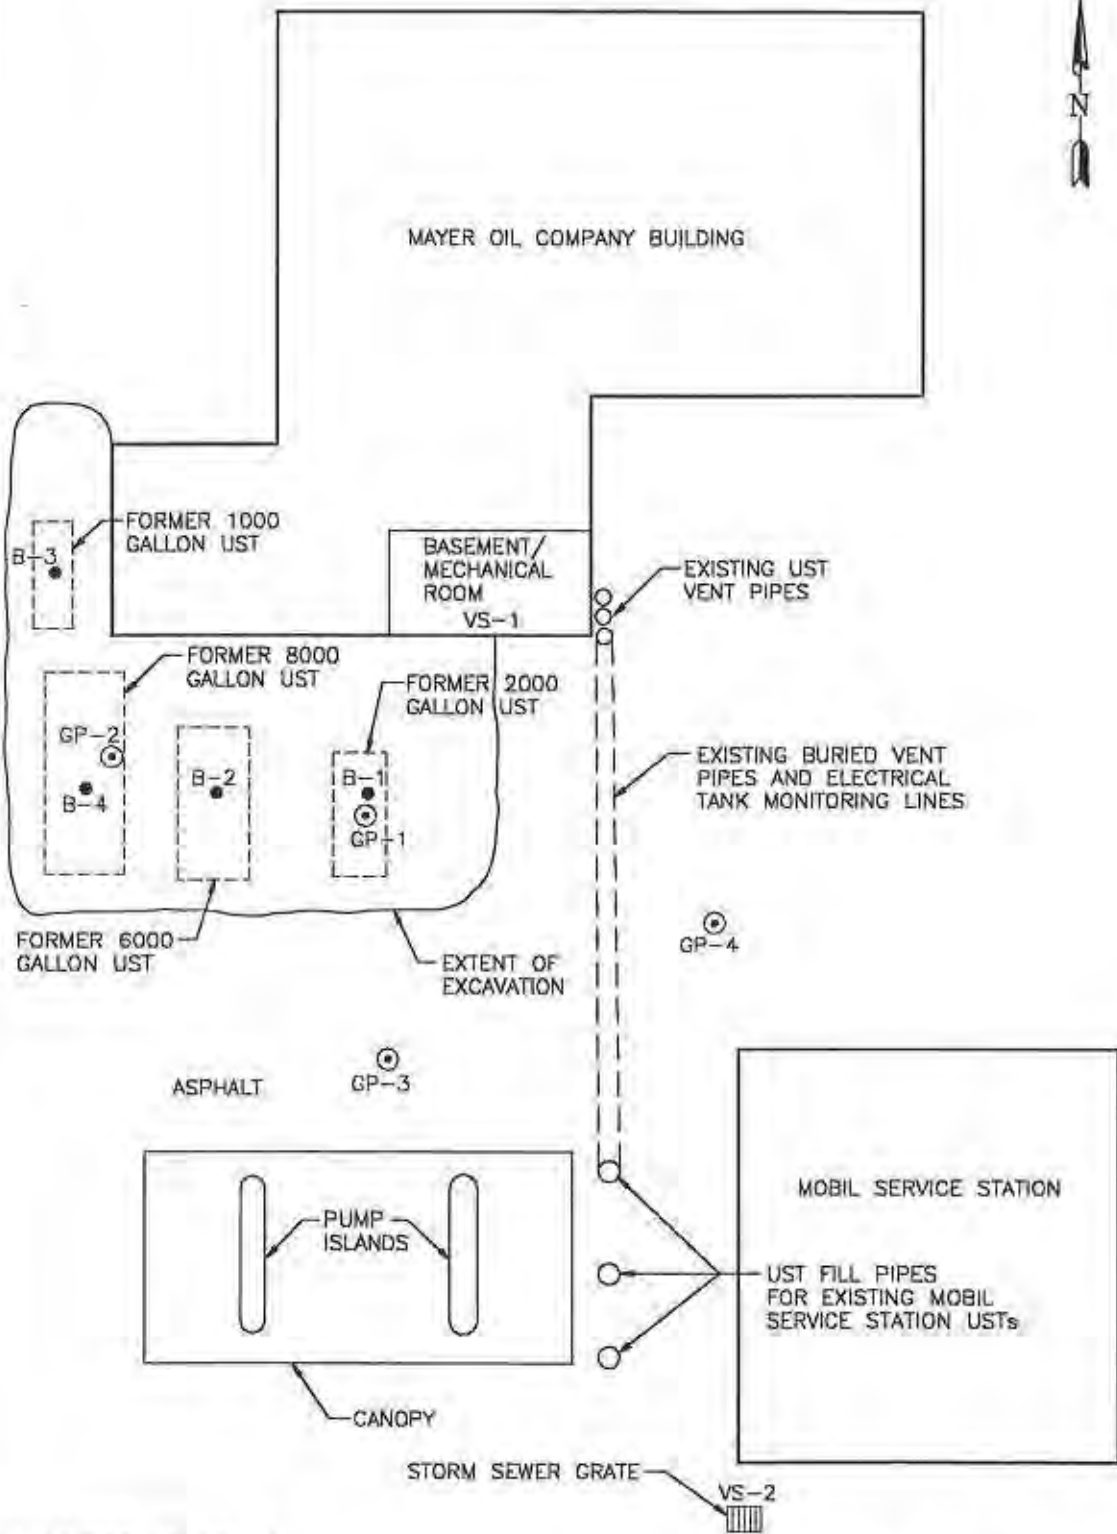 N
MAYER OIL COMPANY BUILDING
FORMER 1000
GALLON UST
B-3
BASEMENT/
MECHANICAL
ROOM
VS-1
EXISTING UST
VENT PIPES
FORMER 8000
GALLON UST
FORMER 2000
GALLON UST
GP-2
B-4
B-2
B-1
GP-1
EXISTING BURIED VENT
PIPES AND ELECTRICAL
TANK MONITORING LINES
FORMER 6000
GALLON UST
EXTENT OF
EXCAVATION
GP-4
ASPHALT
GP-3
MOBIL SERVICE STATION
PUMP
ISLANDS
UST FILL PIPES
FOR EXISTING MOBIL
SERVICE STATION USTs
CANOPY
STORM SEWER GRATE
VS-2